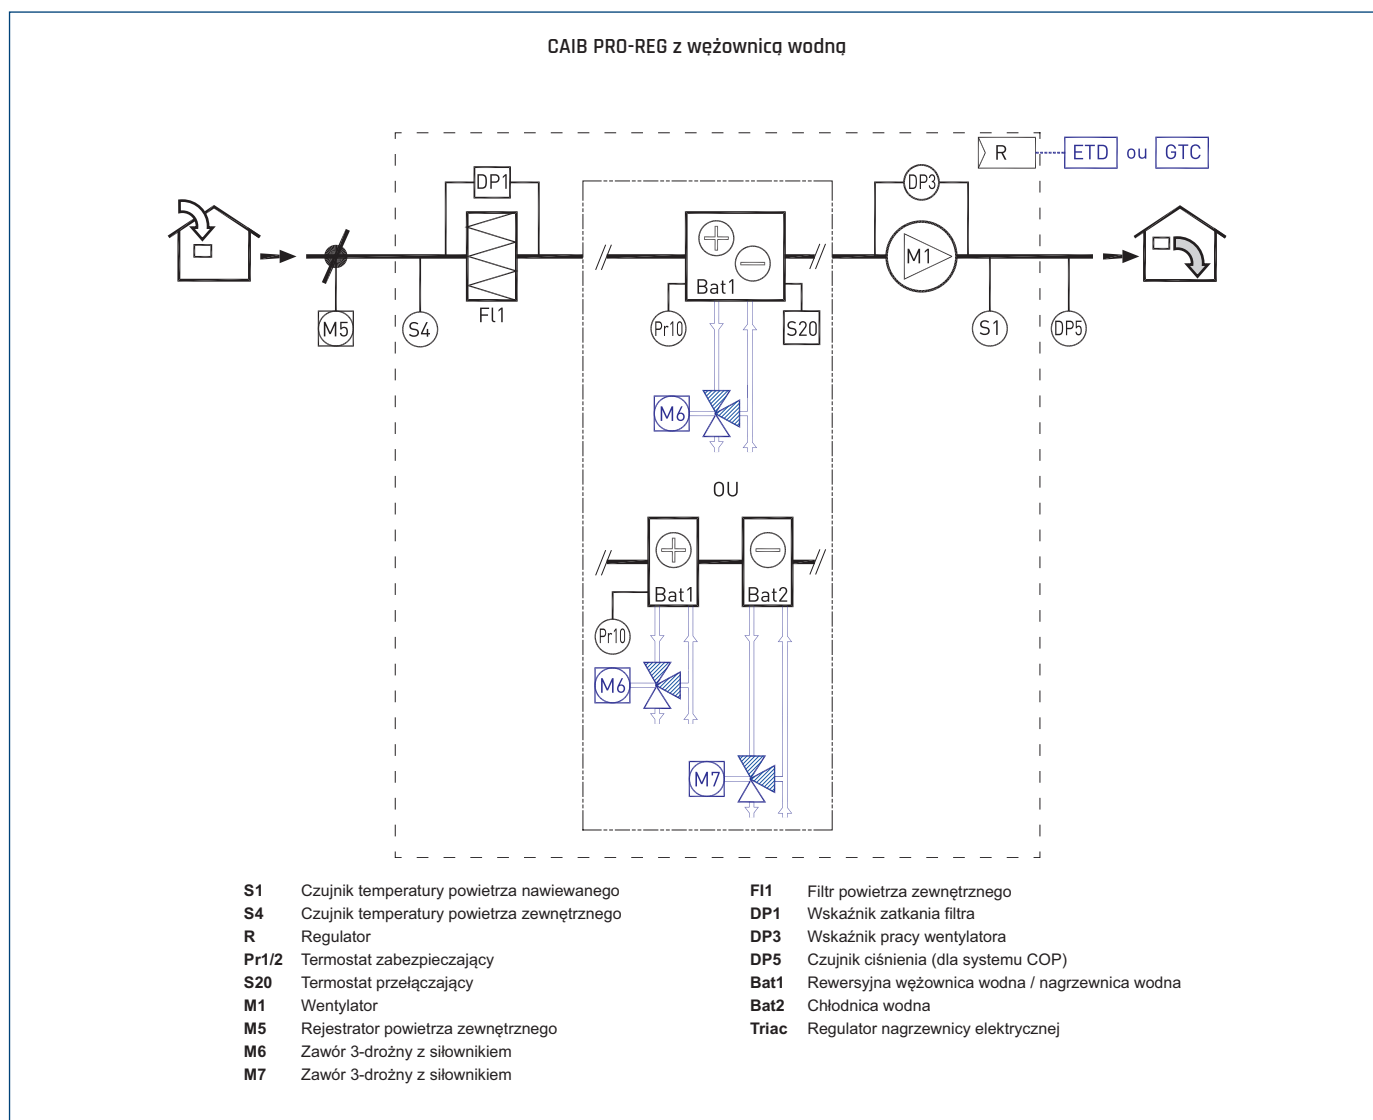 CAIB PRO-REG z wężownicą wodną
R
ETD ou GTC
DP1
DP3
M1
Bat1
Fl1
M5
S4
Pr10
S20
S1
DP5
M6
OU
Bat1
Bat2
Pr10
M6
M7
S1 Czujnik temperatury powietrza nawiewanego
S4 Czujnik temperatury powietrza zewnętrznego
R Regulator
Pr1/2 Termostat zabezpieczający
S20 Termostat przełączający
M1 Wentylator
M5 Rejestrator powietrza zewnętrznego
M6 Zawór 3-drożny z siłownikiem
M7 Zawór 3-drożny z siłownikiem
Fl1 Filtr powietrza zewnętrznego
DP1 Wskaźnik zatkania filtra
DP3 Wskaźnik pracy wentylatora
DP5 Czujnik ciśnienia (dla systemu COP)
Bat1 Rewersyjna wężownica wodna / nagrzewnica wodna
Bat2 Chłodnica wodna
Triac Regulator nagrzewnicy elektrycznej